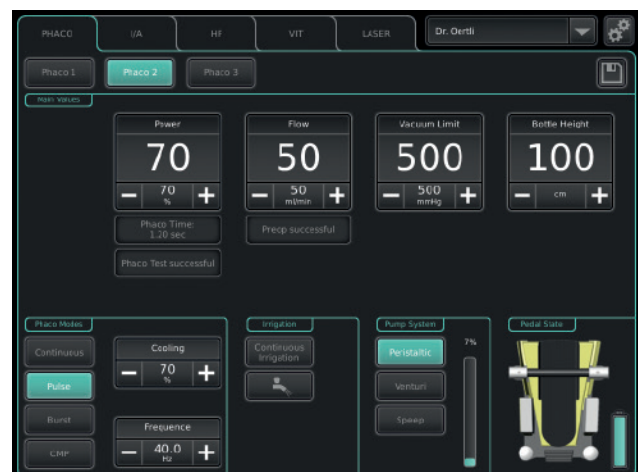 PHACO I/A HF VIT LASER Dr. Oertli
Phaco 1 Phaco 2 Phaco 3
Main Values
Power Flow Vacuum Limit Bottle Height
70 50 500 100
− 70 % + − 50 ml/min + − 500 mmHg + − cm +
Phaco Time:
1.20 sec
Precp successful
Phaco Test successful
Phaco Modes Irrigation Pump System Pedal State
Continuous
Cooling
Continuous
Irrigation
Peristaltic
7%
− 70 % +
Pulse
Venturi
Burst
Frequence
Speep
CMP
− 40.0 Hz +